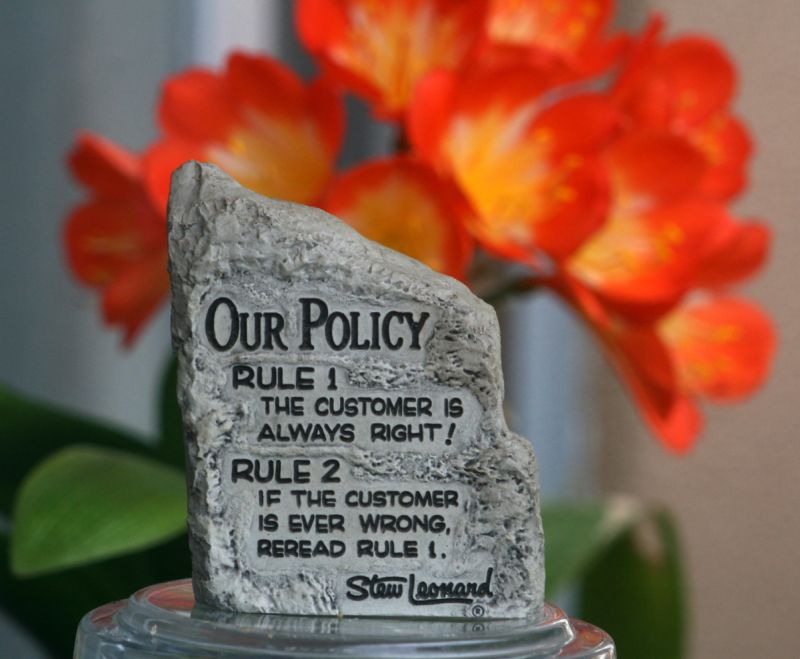 OUR POLICY
RULE 1
THE CUSTOMER IS
ALWAYS RIGHT!
RULE 2
IF THE CUSTOMER
IS EVER WRONG,
REREAD RULE 1.
Stew Leonard
®